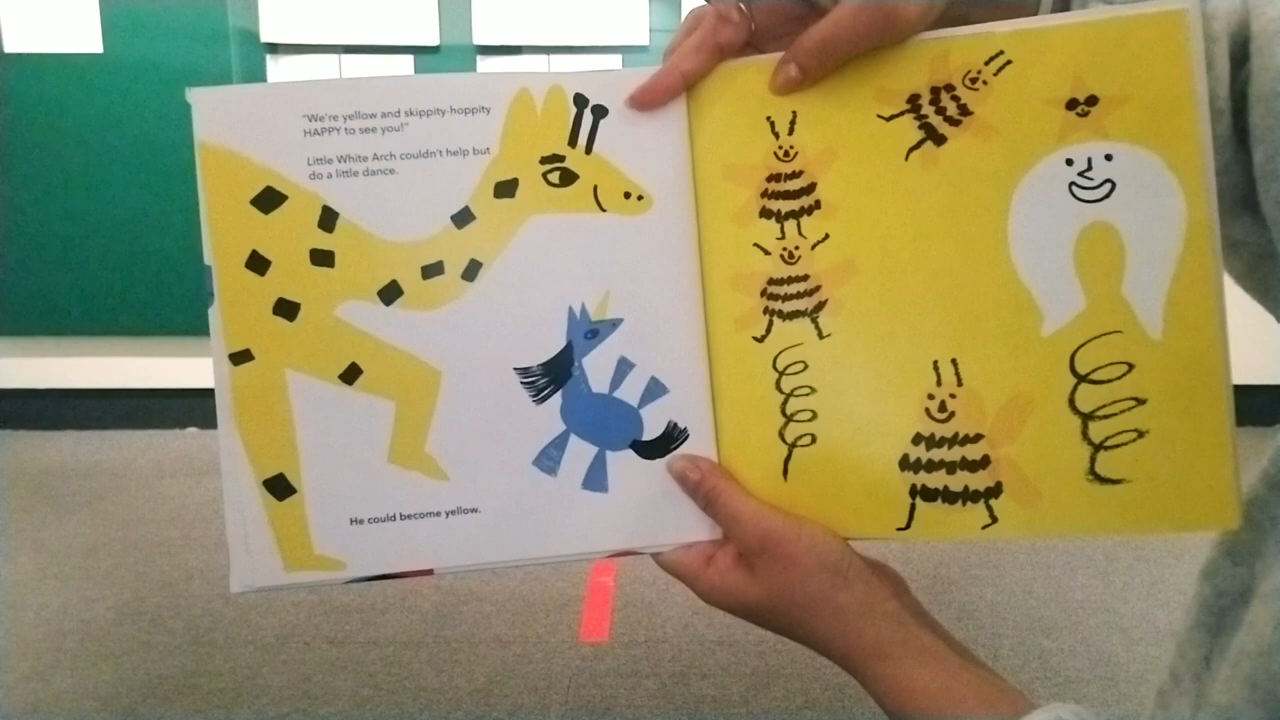 "We're yellow and skippity-hoppity
HAPPY to see you!"
Little White Arch couldn't help but
do a little dance.
He could become yellow.